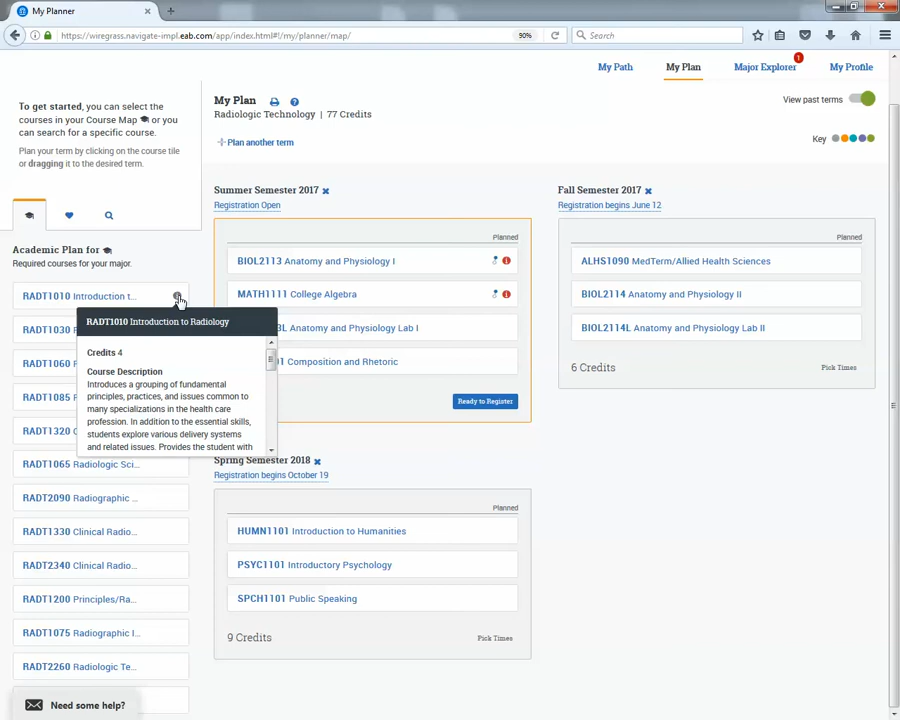 My Planner
https://wiregrass.navigate-impl.eab.com/app/index.html#!/my/planner/map/
90%
Search
My Path
My Plan
Major Explorer
1
My Profile
To get started, you can select the
courses in your Course Map or you
can search for a specific course.
Plan your term by clicking on the course tile
or dragging it to the desired term.
My Plan
Radiologic Technology | 77 Credits
View past terms
Key
Plan another term
Academic Plan for
Required courses for your major.
RADT1010 Introduction t...
RADT1030
RADT1060
RADT1085
RADT1320
RADT1065 Radiologic Sci...
RADT2090 Radiographic ...
RADT1330 Clinical Radio...
RADT2340 Clinical Radio...
RADT1200 Principles/Ra...
RADT1075 Radiographic I...
RADT2260 Radiologic Te...
Need some help?
RADT1010 Introduction to Radiology
Credits 4
Course Description
Introduces a grouping of fundamental
principles, practices, and issues common to
many specializations in the health care
profession. In addition to the essential skills,
students explore various delivery systems
and related issues. Provides the student with
Summer Semester 2017
Registration Open
Planned
BIOL2113 Anatomy and Physiology I
MATH1111 College Algebra
3L Anatomy and Physiology Lab I
01 Composition and Rhetoric
Ready to Register
Fall Semester 2017
Registration begins June 12
Planned
ALHS1090 MedTerm/Allied Health Sciences
BIOL2114 Anatomy and Physiology II
BIOL2114L Anatomy and Physiology Lab II
6 Credits
Pick Times
Spring Semester 2018
Registration begins October 19
Planned
HUMN1101 Introduction to Humanities
PSYC1101 Introductory Psychology
SPCH1101 Public Speaking
9 Credits
Pick Times